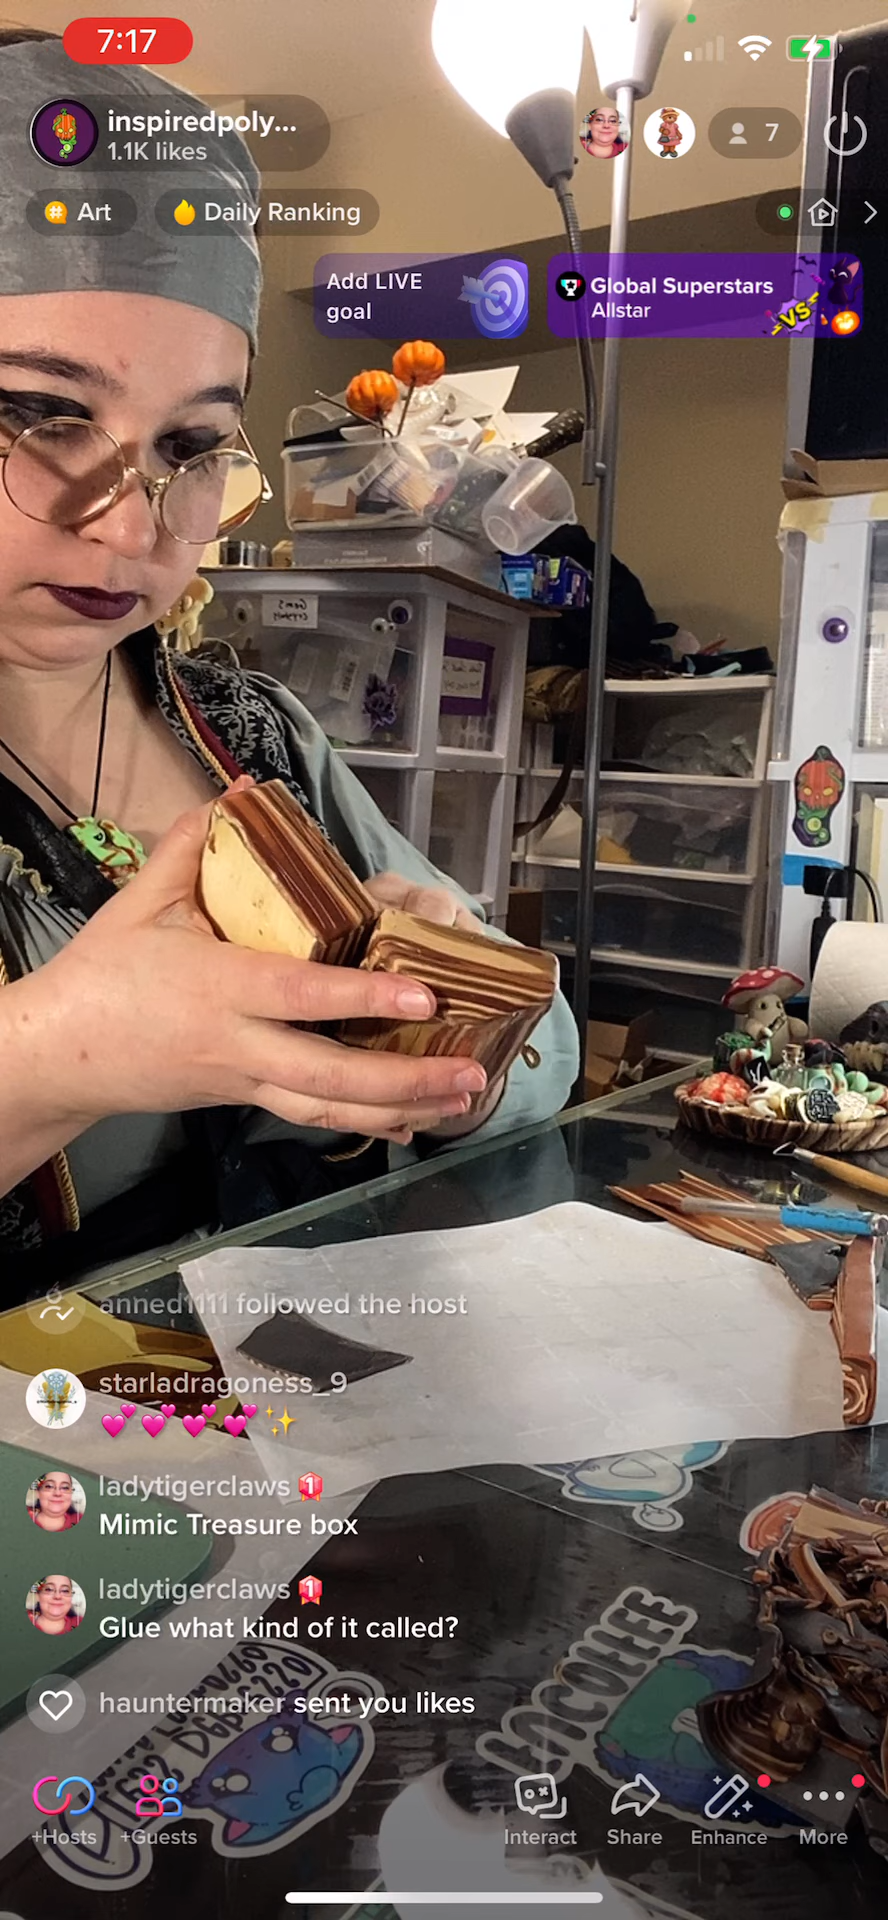 7:17
inspiredpoly...
1.1K likes
7
Art
Daily Ranking
Add LIVE
goal
Global Superstars
Allstar
VS
anned1111 followed the host
starladragoness_9
ladytigerclaws 1
Mimic Treasure box
ladytigerclaws 1
Glue what kind of it called?
hauntermaker sent you likes
+Hosts
+Guests
Interact
Share
Enhance
More